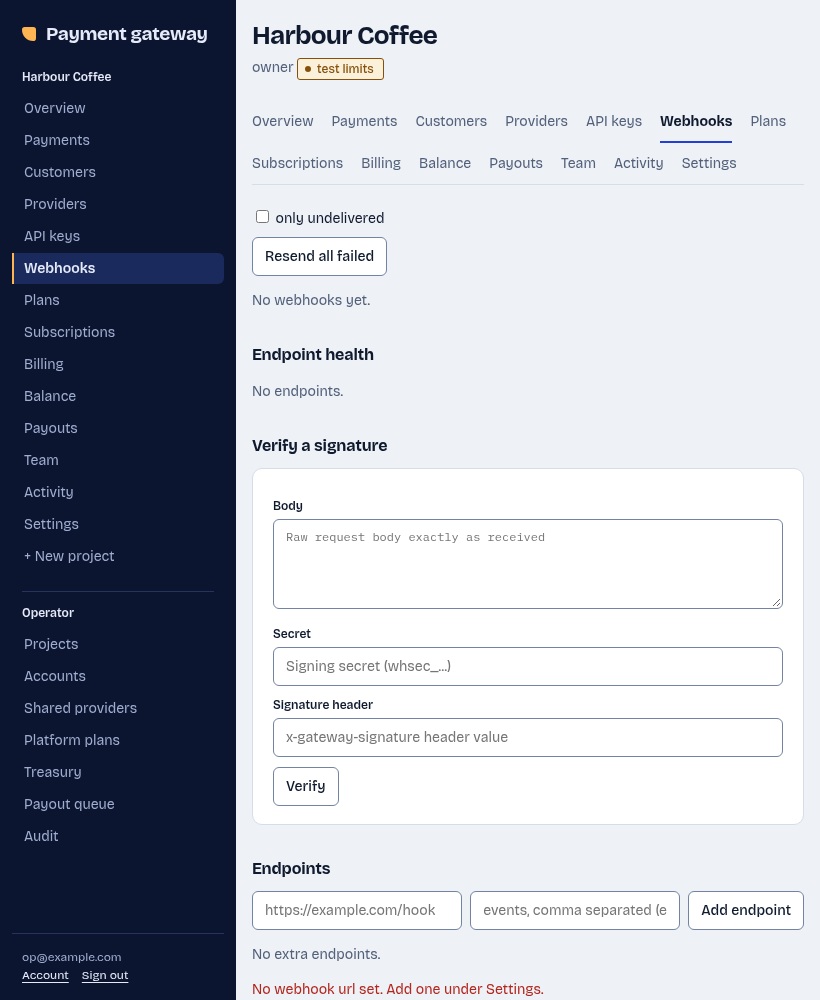 Payment gateway
Harbour Coffee
Overview
Payments
Customers
Providers
API keys
Webhooks
Plans
Subscriptions
Billing
Balance
Payouts
Team
Activity
Settings
+ New project
Operator
Projects
Accounts
Shared providers
Platform plans
Treasury
Payout queue
Audit
op@example.com
Account Sign out
Harbour Coffee
owner test limits
Overview Payments Customers Providers API keys Webhooks Plans
Subscriptions Billing Balance Payouts Team Activity Settings
only undelivered
Resend all failed
No webhooks yet.
Endpoint health
No endpoints.
Verify a signature
Body
Raw request body exactly as received
Secret
Signing secret (whsec_...)
Signature header
x-gateway-signature header value
Verify
Endpoints
https://example.com/hook events, comma separated (e Add endpoint
No extra endpoints.
No webhook url set. Add one under Settings.